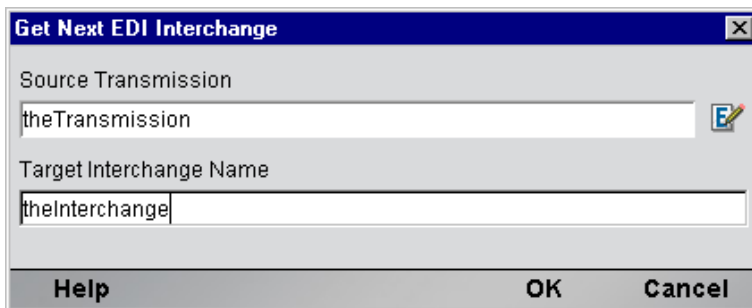 Get Next EDI Interchange
Source Transmission
theTransmission
E
Target Interchange Name
theInterchange
Help OK Cancel